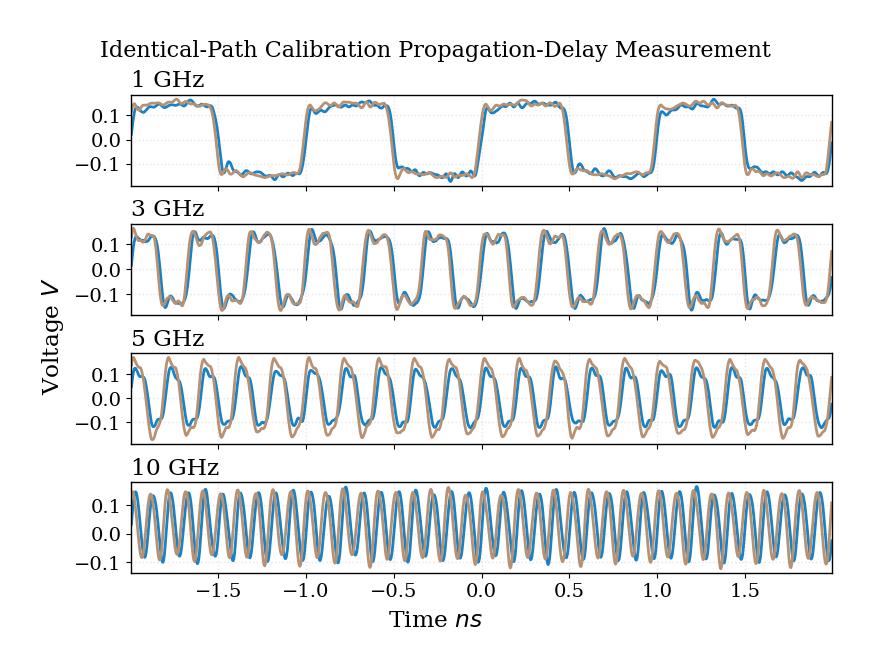 Identical-Path Calibration Propagation-Delay Measurement
1 GHz
0.1
0.0
−0.1
3 GHz
0.1
0.0
−0.1
Voltage V
5 GHz
0.1
0.0
−0.1
10 GHz
0.1
0.0
−0.1
−1.5 −1.0 −0.5 0.0 0.5 1.0 1.5
Time ns